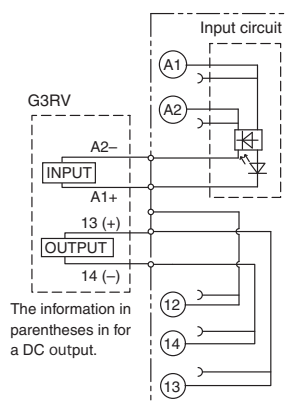 Input circuit
A1
A2
G3RV
A2–
INPUT
A1+
13 (+)
OUTPUT
14 (–)
The information in
parentheses in for
a DC output.
12
14
13